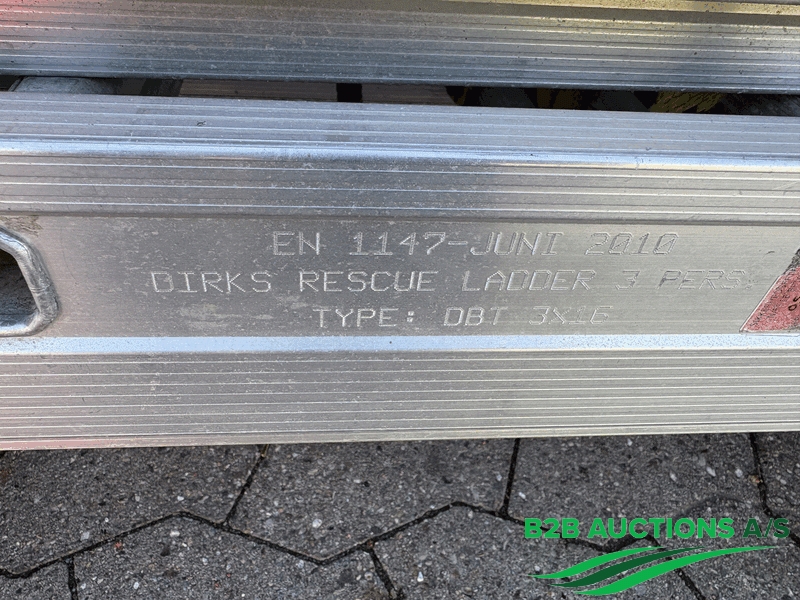 EN 1147-JUNI 2010
DIRKS RESCUE LADDER 3 PERS.
TYPE: DBT 3X16
B2B AUCTIONS A/S